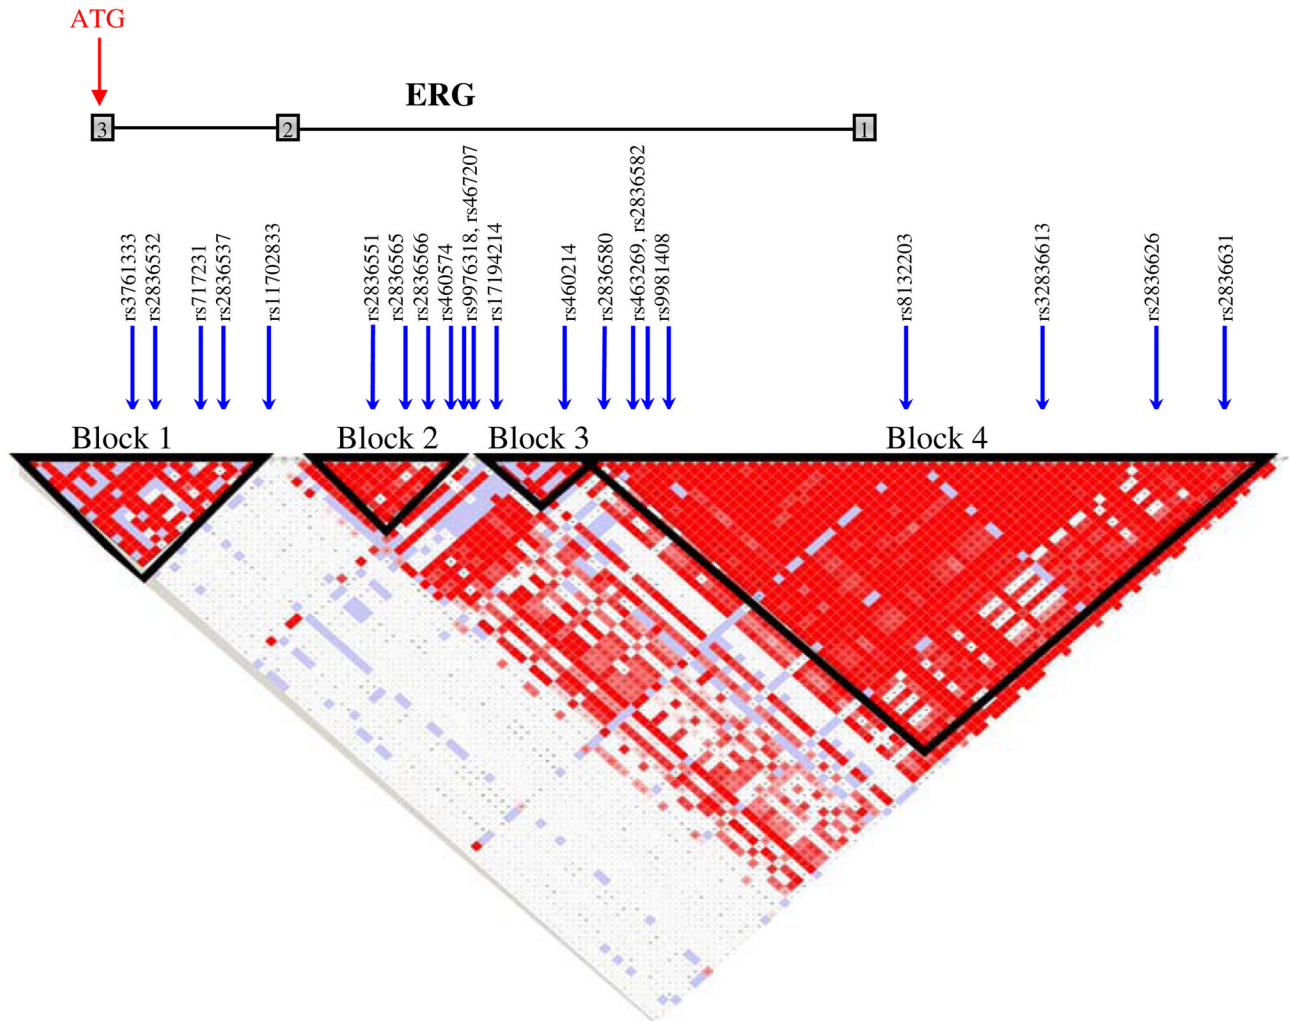 ATG
ERG
3
2
1
rs3761333
rs2836532
rs717231
rs2836537
rs11702833
rs2836551
rs2836565
rs2836566
rs460574
rs9976318, rs467207
rs17194214
rs460214
rs2836580
rs463269, rs2836582
rs9981408
rs8132203
rs32836613
rs2836626
rs2836631
Block 1
Block 2
Block 3
Block 4